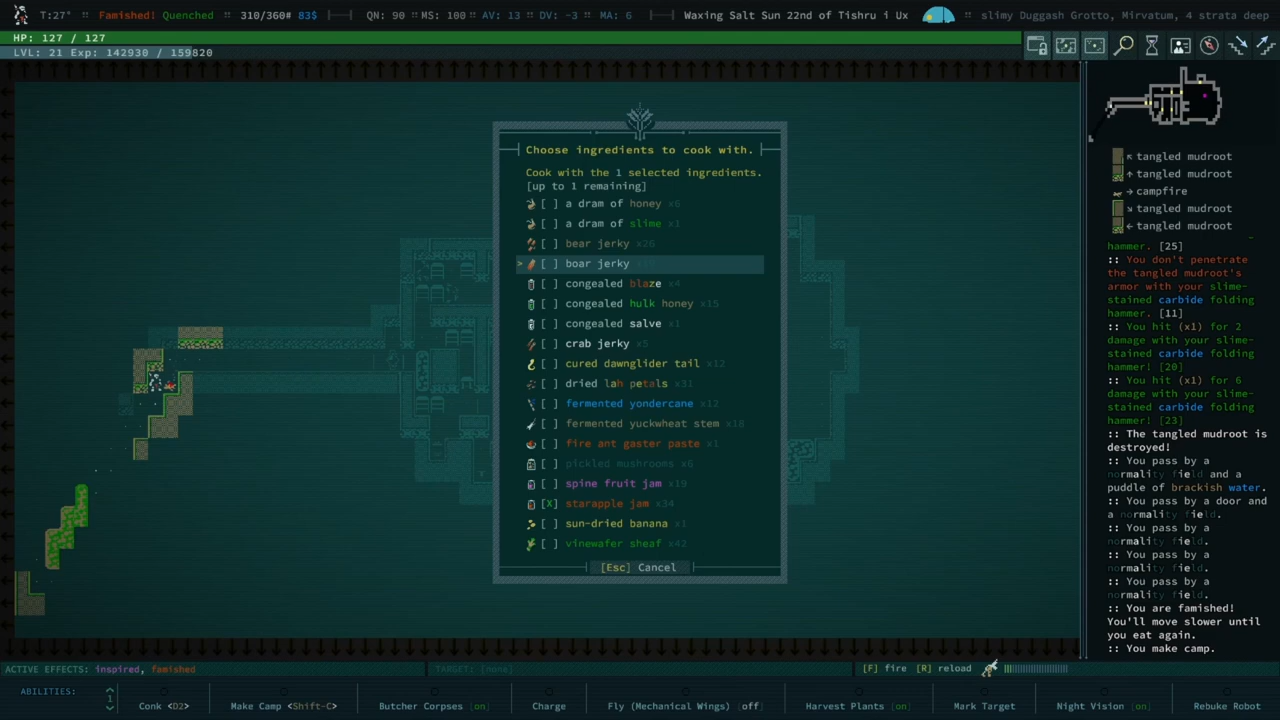 T:27° :: Famished! Quenched :: 310/360# 83$ QN: 90 :: MS: 100 :: AV: 13 :: DV: -3 :: MA: 6 Waxing Salt Sun 22nd of Tishru i Ux :: slimy Duggash Grotto, Mirvatum, 4 strata deep
HP: 127 / 127
LVL: 21 Exp: 142930 / 159820
Choose ingredients to cook with.
Cook with the 1 selected ingredients.
[up to 1 remaining]
[ ] a dram of honey x6
[ ] a dram of slime x1
[ ] bear jerky x26
> [ ] boar jerky
[ ] congealed blaze x4
[ ] congealed hulk honey x15
[ ] congealed salve x1
[ ] crab jerky x5
[ ] cured dawnglider tail x12
[ ] dried lah petals x31
[ ] fermented yondercane x12
[ ] fermented yuckwheat stem x18
[ ] fire ant gaster paste x1
[ ] pickled mushrooms x6
[ ] spine fruit jam x19
[X] starapple jam x34
[ ] sun-dried banana x1
[ ] vinewafer sheaf x42
[Esc] Cancel
↖ tangled mudroot
↑ tangled mudroot
→ campfire
↘ tangled mudroot
← tangled mudroot
hammer. [25]
:: You don't penetrate
the tangled mudroot's
armor with your slime-
stained carbide folding
hammer. [11]
:: You hit (x1) for 2
damage with your slime-
stained carbide folding
hammer! [20]
:: You hit (x1) for 6
damage with your slime-
stained carbide folding
hammer! [23]
:: The tangled mudroot is
destroyed!
:: You pass by a
normality field and a
puddle of brackish water.
:: You pass by a door and
a normality field.
:: You pass by a
normality field.
:: You pass by a
normality field.
:: You pass by a
normality field.
:: You are famished!
You'll move slower until
you eat again.
:: You make camp.
ACTIVE EFFECTS: inspired, famished
TARGET: [none]
[F] fire [R] reload
ABILITIES:
1
Conk <D2>
Make Camp <Shift-C>
Butcher Corpses [on]
Charge
Fly (Mechanical Wings) [off]
Harvest Plants [on]
Mark Target
Night Vision [on]
Rebuke Robot